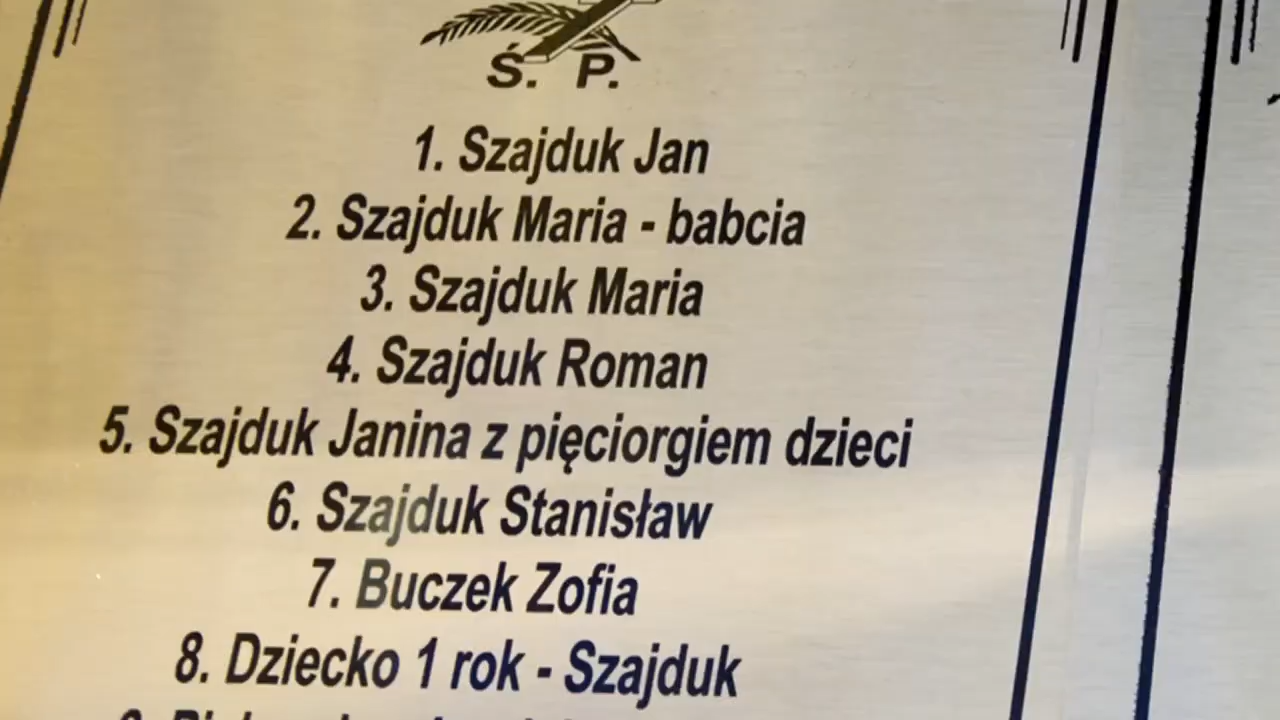 Ś. P.
1. Szajduk Jan
2. Szajduk Maria - babcia
3. Szajduk Maria
4. Szajduk Roman
5. Szajduk Janina z pięciorgiem dzieci
6. Szajduk Stanisław
7. Buczek Zofia
8. Dziecko 1 rok - Szajduk